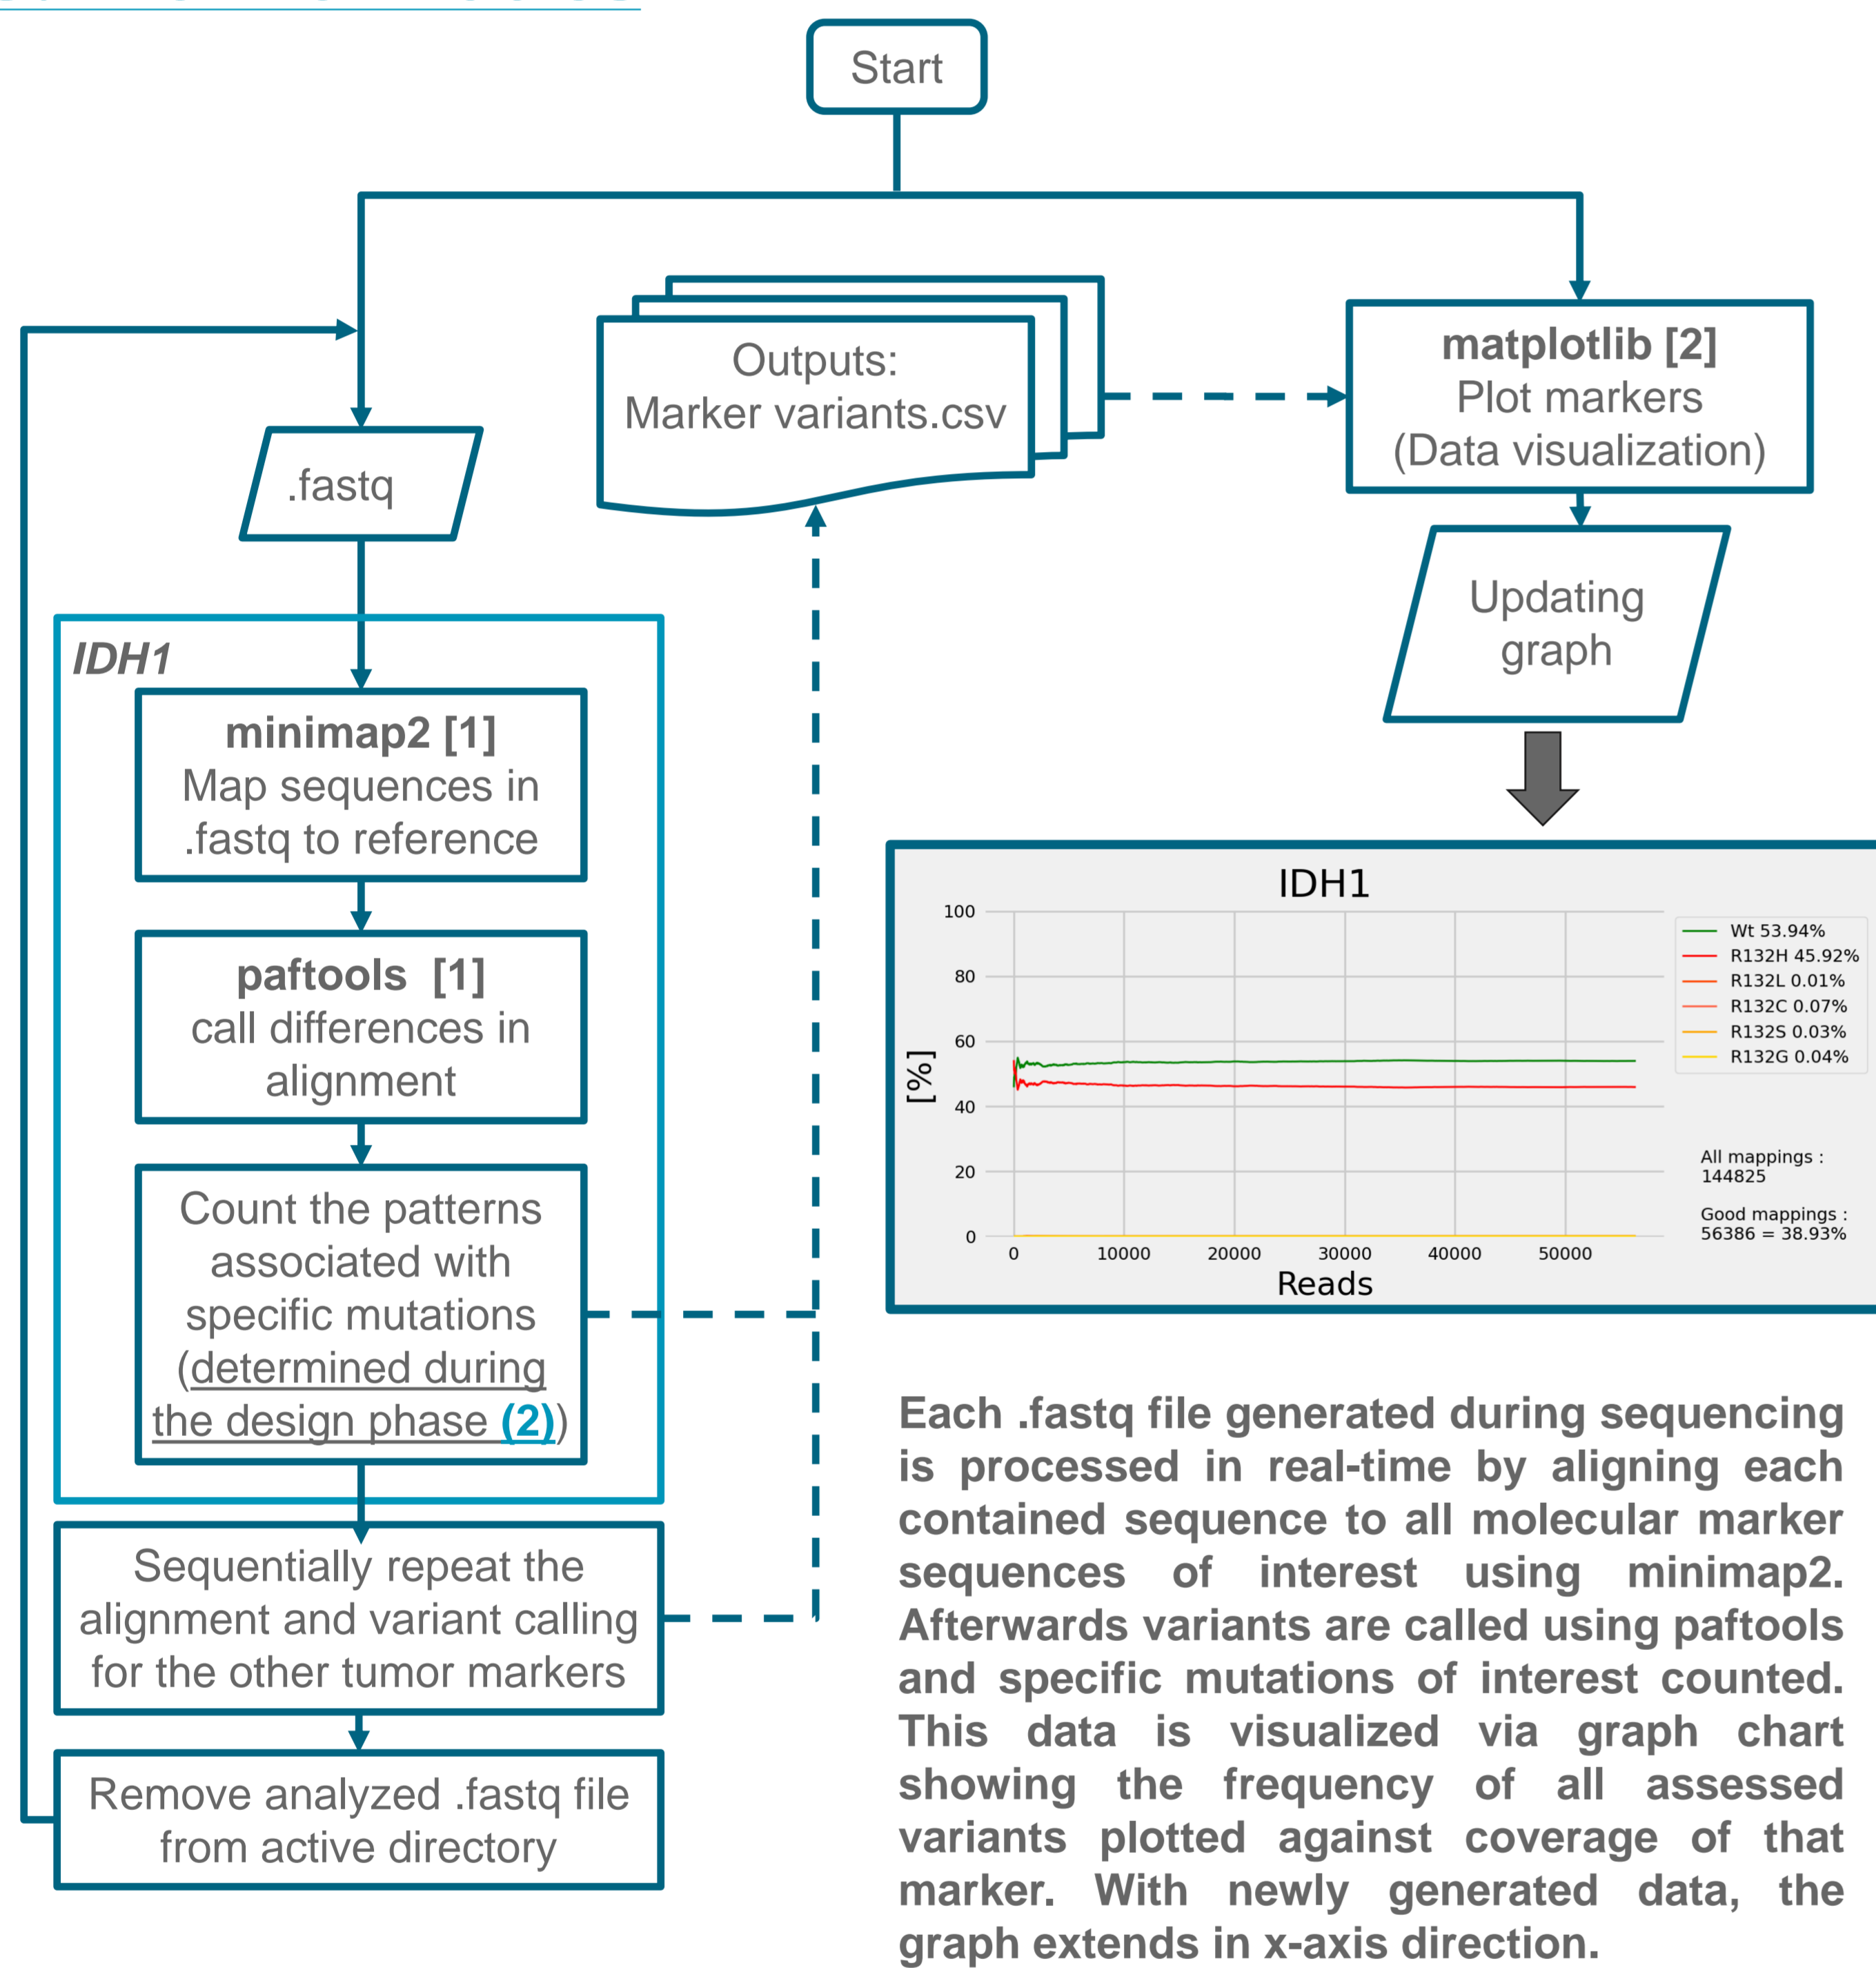 Start
Outputs:
Marker variants.csv
matplotlib [2]
Plot markers
(Data visualization)
.fastq
Updating
graph
IDH1
minimap2 [1]
Map sequences in
.fastq to reference
paftools [1]
call differences in
alignment
Count the patterns
associated with
specific mutations
(determined during
the design phase (2))
Sequentially repeat the
alignment and variant calling
for the other tumor markers
Remove analyzed .fastq file
from active directory
IDH1
100
80
60
40
20
0
[%]
0 10000 20000 30000 40000 50000
Reads
Wt 53.94%
R132H 45.92%
R132L 0.01%
R132C 0.07%
R132S 0.03%
R132G 0.04%
All mappings :
144825
Good mappings :
56386 = 38.93%
Each .fastq file generated during sequencing
is processed in real-time by aligning each
contained sequence to all molecular marker
sequences of interest using minimap2.
Afterwards variants are called using paftools
and specific mutations of interest counted.
This data is visualized via graph chart
showing the frequency of all assessed
variants plotted against coverage of that
marker. With newly generated data, the
graph extends in x-axis direction.